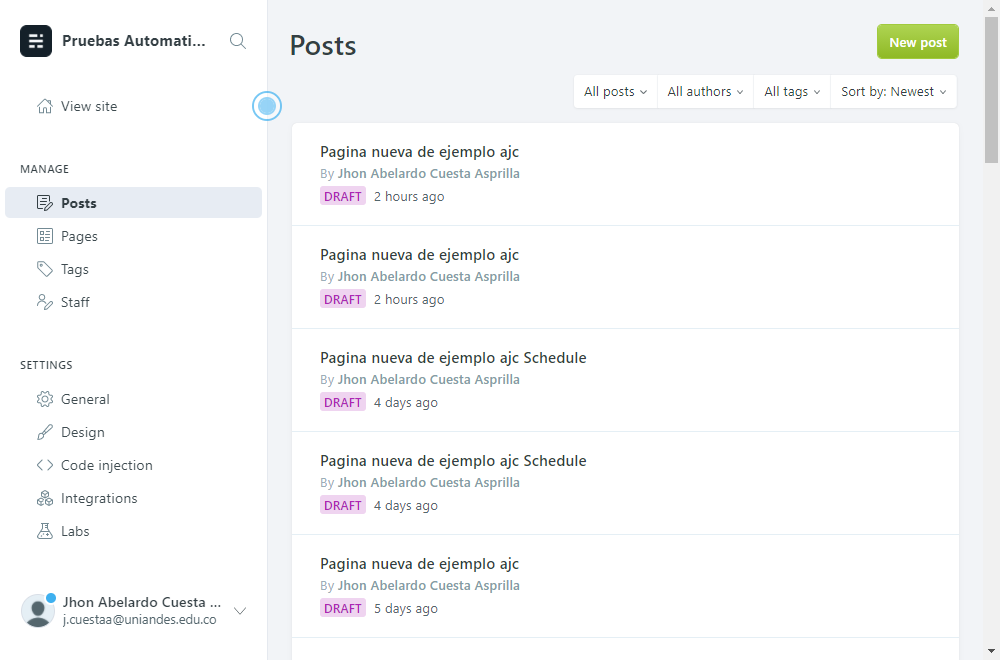 Pruebas Automati...
View site
MANAGE
Posts
Pages
Tags
Staff
SETTINGS
General
Design
Code injection
Integrations
Labs
Jhon Abelardo Cuesta ...
j.cuestaa@uniandes.edu.co
Posts
New post
All posts
All authors
All tags
Sort by: Newest
Pagina nueva de ejemplo ajc
By Jhon Abelardo Cuesta Asprilla
DRAFT 2 hours ago
Pagina nueva de ejemplo ajc
By Jhon Abelardo Cuesta Asprilla
DRAFT 2 hours ago
Pagina nueva de ejemplo ajc Schedule
By Jhon Abelardo Cuesta Asprilla
DRAFT 4 days ago
Pagina nueva de ejemplo ajc Schedule
By Jhon Abelardo Cuesta Asprilla
DRAFT 4 days ago
Pagina nueva de ejemplo ajc
By Jhon Abelardo Cuesta Asprilla
DRAFT 5 days ago